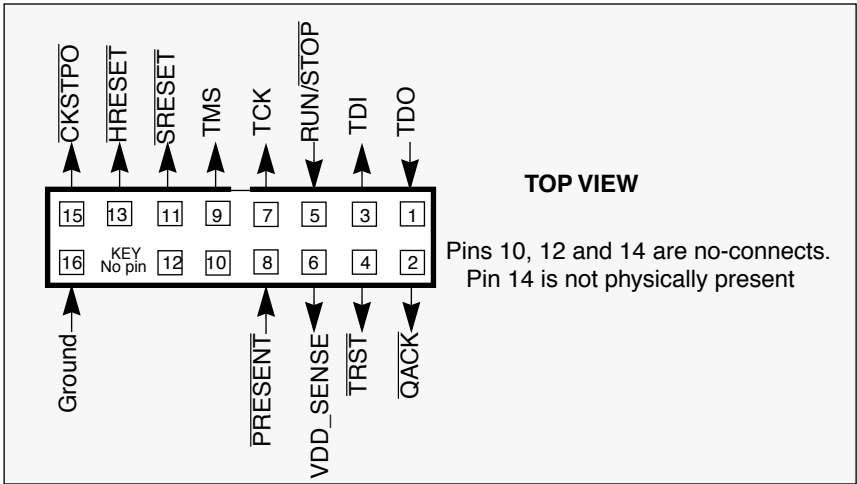 CKSTPO
HRESET
SRESET
TMS
TCK
RUN/STOP
TDI
TDO
15 13 11 9 7 5 3 1
16 KEY No pin 12 10 8 6 4 2
Ground
PRESENT
VDD_SENSE
TRST
QACK
TOP VIEW
Pins 10, 12 and 14 are no-connects.
Pin 14 is not physically present